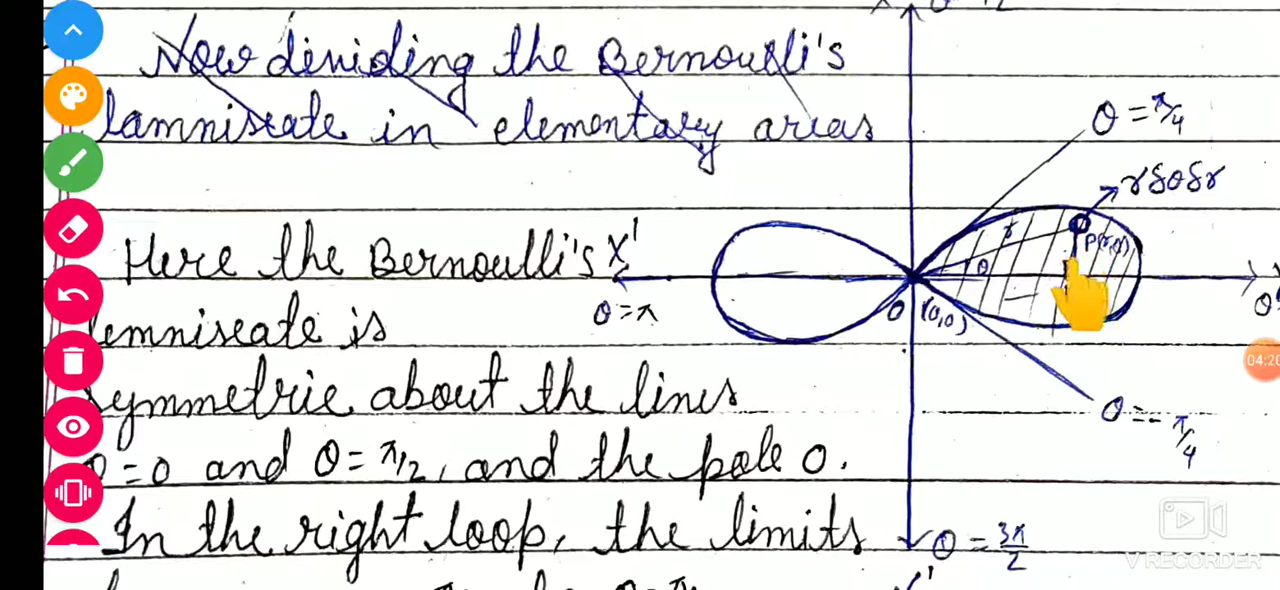 Now deviding the Bernoulli's
lamniscate in elementary areas
θ = π/4
rδθδr
r
P(r,θ)
θ
Here the Bernoulli's
X'
θ = π
O
(0,0)
lemniscate is
04:20
symmetric about the lines
θ = - π/4
θ=0 and θ = π/2, and the pole O.
In the right loop, the limits
θ = 3π/2
V RECORDER